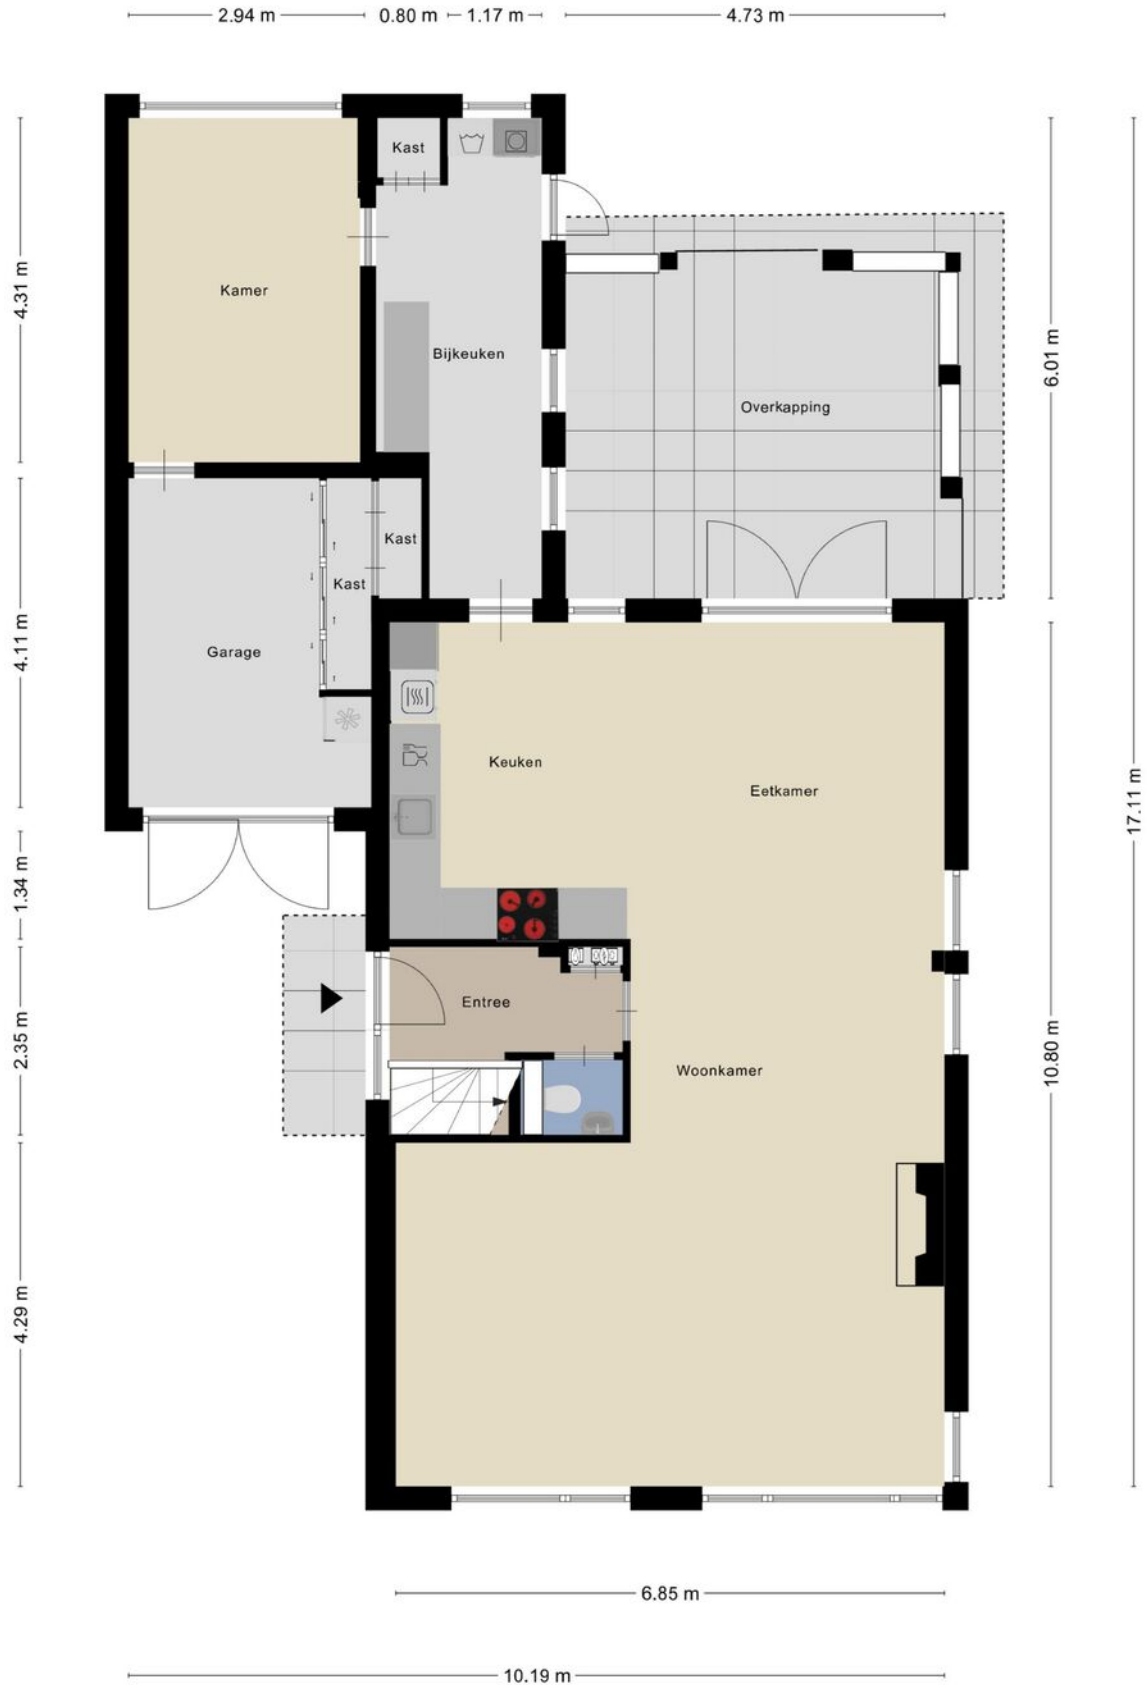 2.94 m
0.80 m
1.17 m
4.73 m
Kast
4.31 m
Kamer
6.01 m
Bijkeuken
Overkapping
Kast
Kast
4.11 m
Garage
Keuken
Eetkamer
17.11 m
1.34 m
Entree
2.35 m
10.80 m
Woonkamer
4.29 m
6.85 m
10.19 m